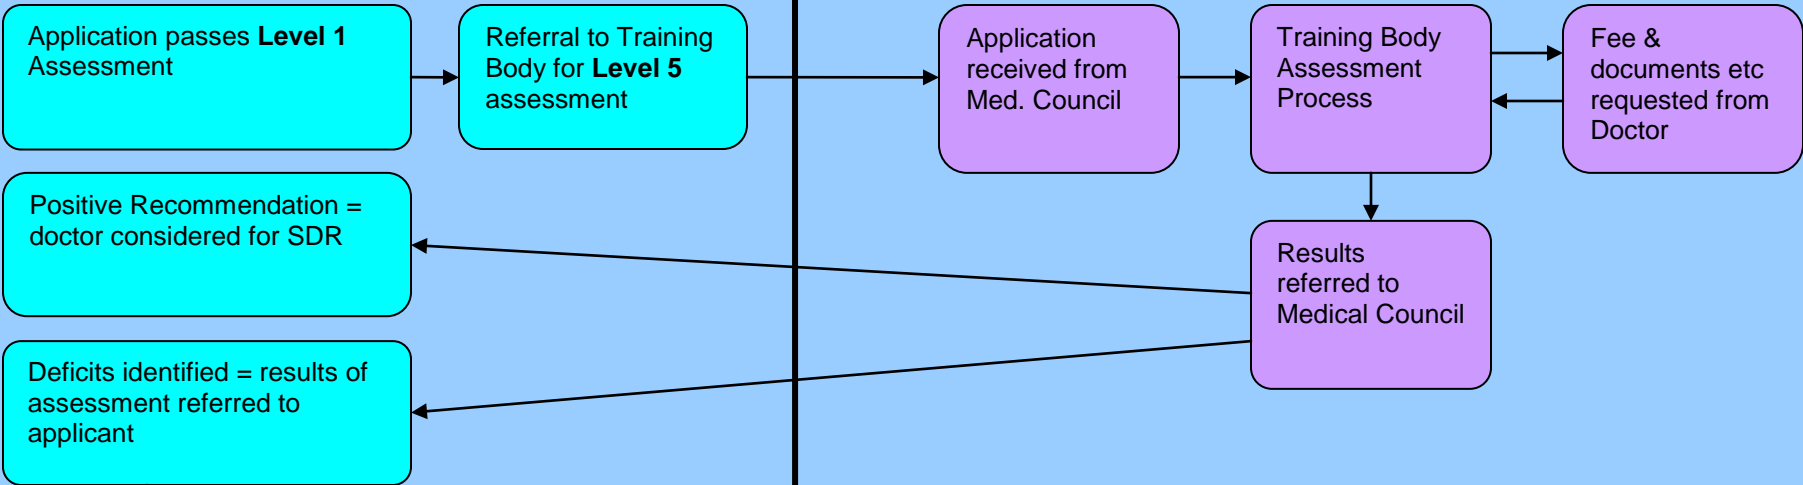 Application passes Level 1
Assessment
Referral to Training
Body for Level 5
assessment
Application
received from
Med. Council
Training Body
Assessment
Process
Fee &
documents etc
requested from
Doctor
Positive Recommendation =
doctor considered for SDR
Results
referred to
Medical Council
Deficits identified = results of
assessment referred to
applicant